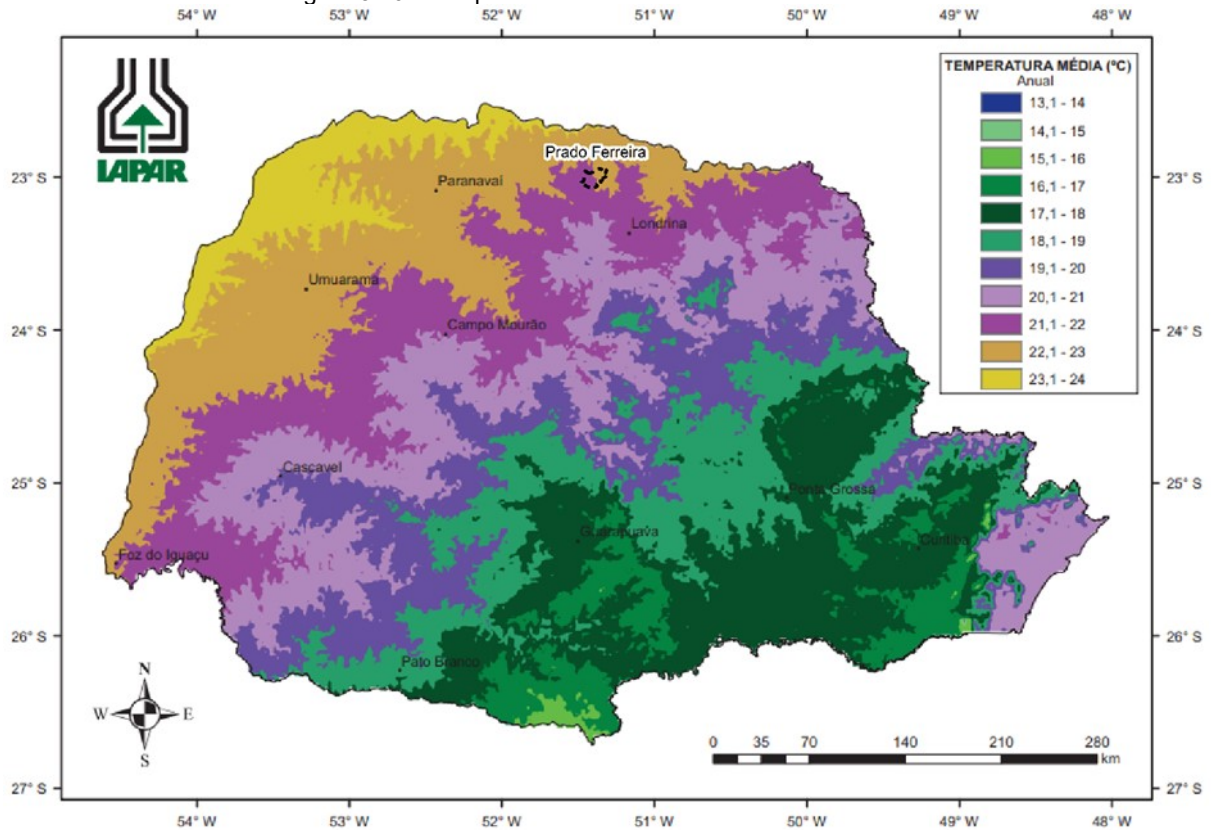 54° W 53° W 52° W 51° W 50° W 49° W 48° W
IAPAR
TEMPERATURA MÉDIA (ºC)
Anual
13,1 - 14
14,1 - 15
15,1 - 16
16,1 - 17
17,1 - 18
18,1 - 19
19,1 - 20
20,1 - 21
21,1 - 22
22,1 - 23
23,1 - 24
Prado Ferreira
23° S 23° S
Paranavaí
Londrina
Umuarama
24° S 24° S
Campo Mourão
Cascavel
25° S 25° S
Ponta Grossa
Guarapuava
Curitiba
Foz do Iguaçu
26° S 26° S
Pato Branco
N
W E
S
0 35 70 140 210 280
km
27° S 27° S
54° W 53° W 52° W 51° W 50° W 49° W 48° W